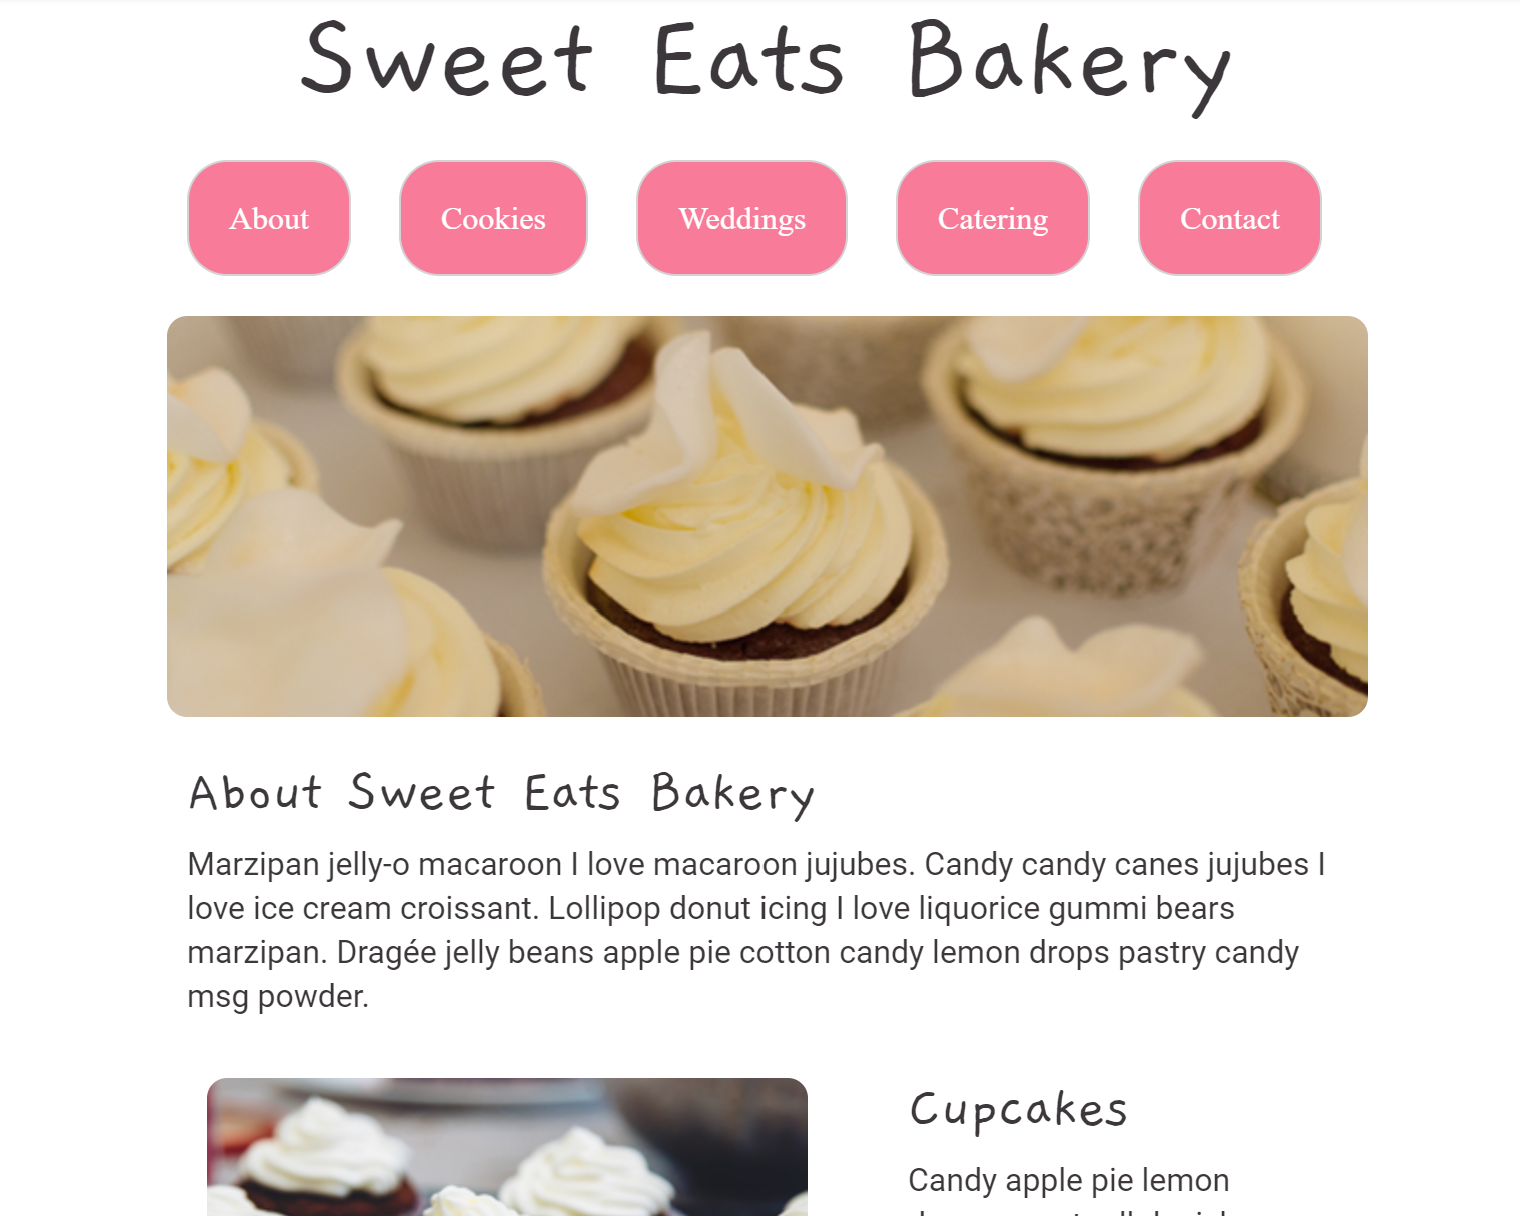 Sweet Eats Bakery
About Cookies Weddings Catering Contact
About Sweet Eats Bakery
Marzipan jelly-o macaroon I love macaroon jujubes. Candy candy canes jujubes I
love ice cream croissant. Lollipop donut icing I love liquorice gummi bears
marzipan. Dragée jelly beans apple pie cotton candy lemon drops pastry candy
msg powder.
Cupcakes
Candy apple pie lemon